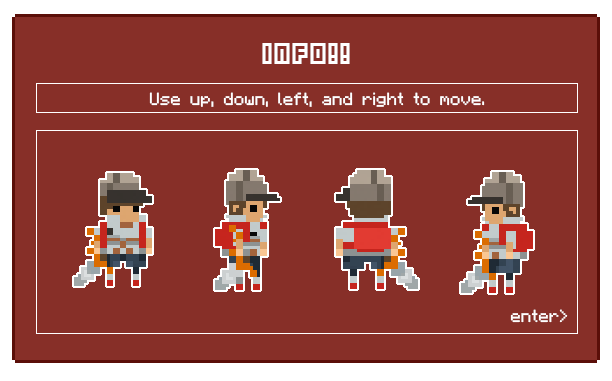 INFO!!
Use up, down, left, and right to move.
enter>